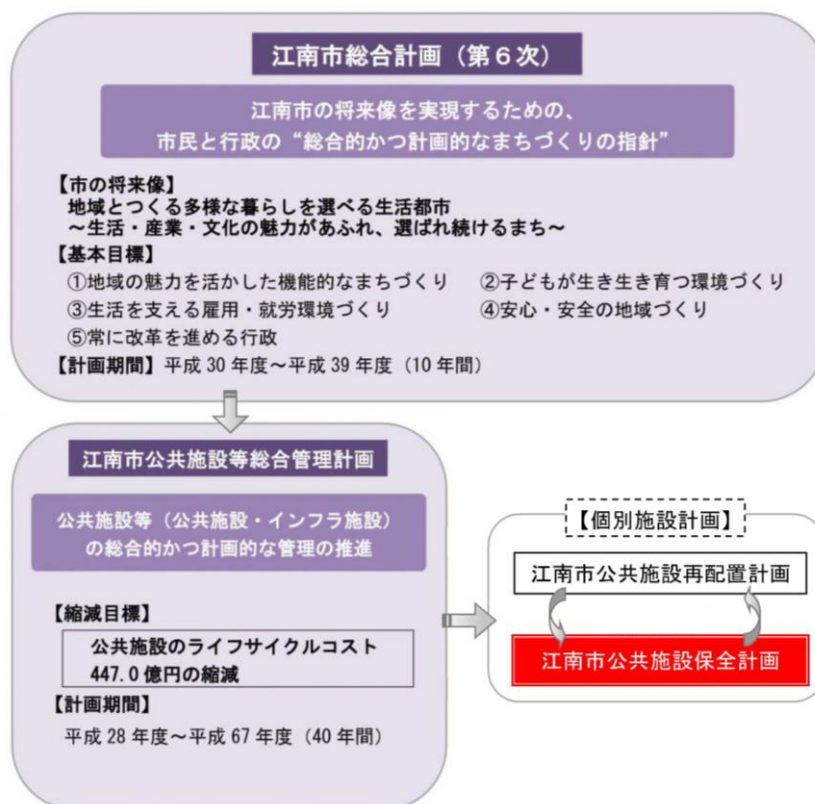 江南市総合計画（第６次）
江南市の将来像を実現するための、
市民と行政の“総合的かつ計画的なまちづくりの指針”
【市の将来像】
地域とつくる多様な暮らしを選べる生活都市
～生活・産業・文化の魅力があふれ、選ばれ続けるまち～
【基本目標】
①地域の魅力を活かした機能的なまちづくり　②子どもが生き生き育つ環境づくり
③生活を支える雇用・就労環境づくり　④安心・安全の地域づくり
⑤常に改革を進める行政
【計画期間】平成 30 年度～平成 39 年度（10 年間）
江南市公共施設等総合管理計画
公共施設等（公共施設・インフラ施設）
の総合的かつ計画的な管理の推進
【縮減目標】
公共施設のライフサイクルコスト
447.0 億円の縮減
【計画期間】
平成 28 年度～平成 67 年度（40 年間）
【個別施設計画】
江南市公共施設再配置計画
江南市公共施設保全計画